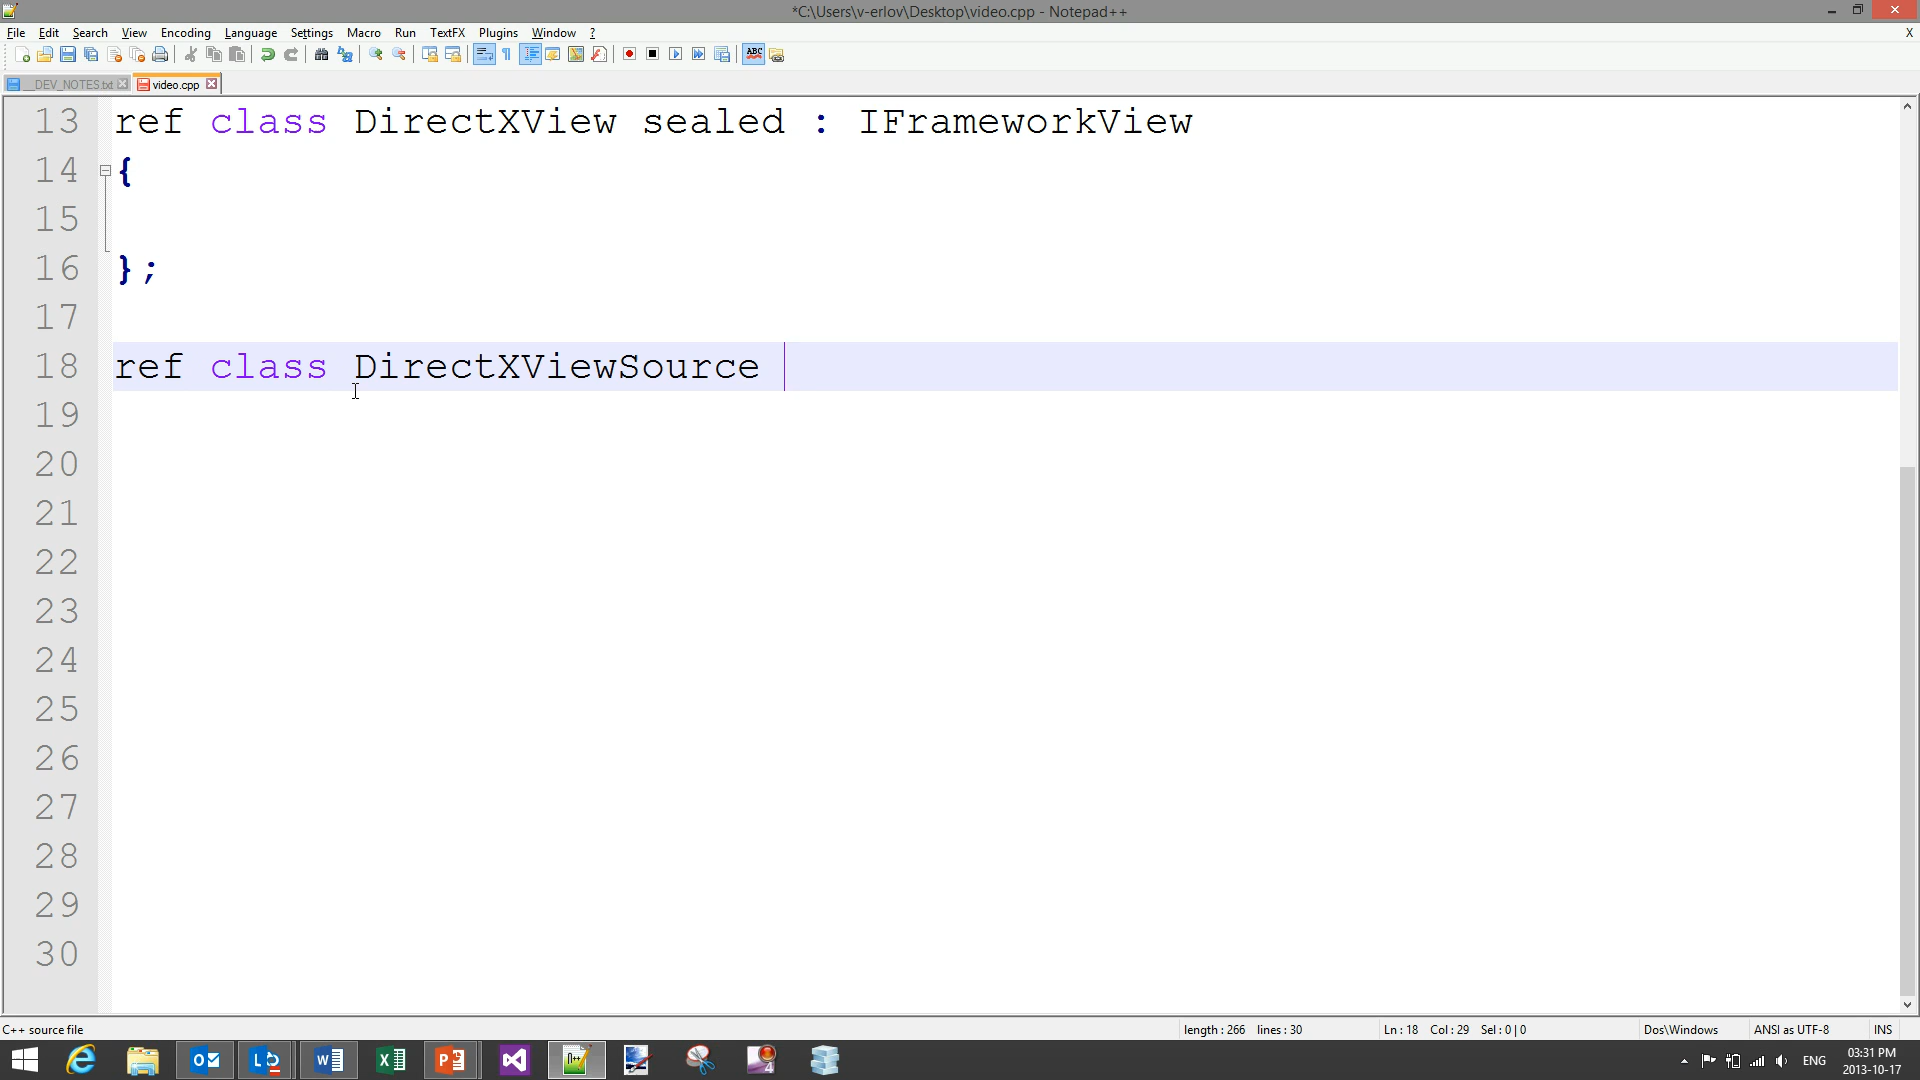 *C:\Users\v-erlov\Desktop\video.cpp - Notepad++
File Edit Search View Encoding Language Settings Macro Run TextFX Plugins Window ? X
__DEV_NOTES.txt video.cpp
13 ref class DirectXView sealed : IFrameworkView
14 {
15
16 };
17
18 ref class DirectXViewSource
19
20
21
22
23
24
25
26
27
28
29
30
C++ source file length : 266 lines : 30 Ln : 18 Col : 29 Sel : 0 | 0 Dos\Windows ANSI as UTF-8 INS
ENG 03:31 PM
2013-10-17